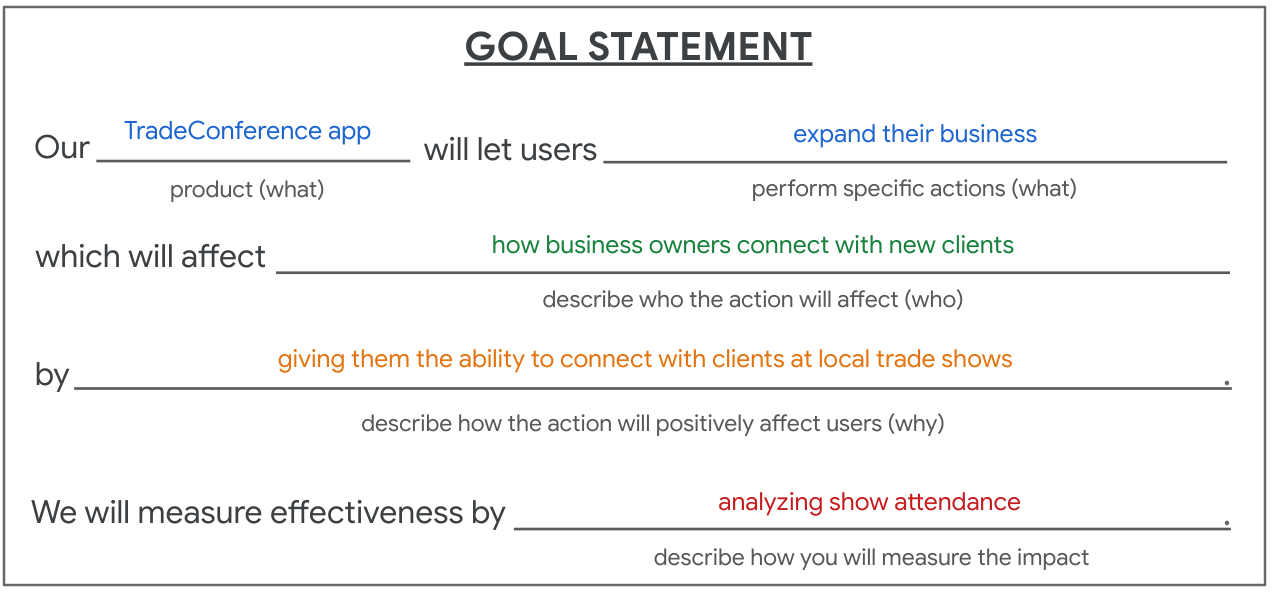 GOAL STATEMENT
Our TradeConference app will let users expand their business
product (what) perform specific actions (what)
which will affect how business owners connect with new clients
describe who the action will affect (who)
by giving them the ability to connect with clients at local trade shows.
describe how the action will positively affect users (why)
We will measure effectiveness by analyzing show attendance.
describe how you will measure the impact